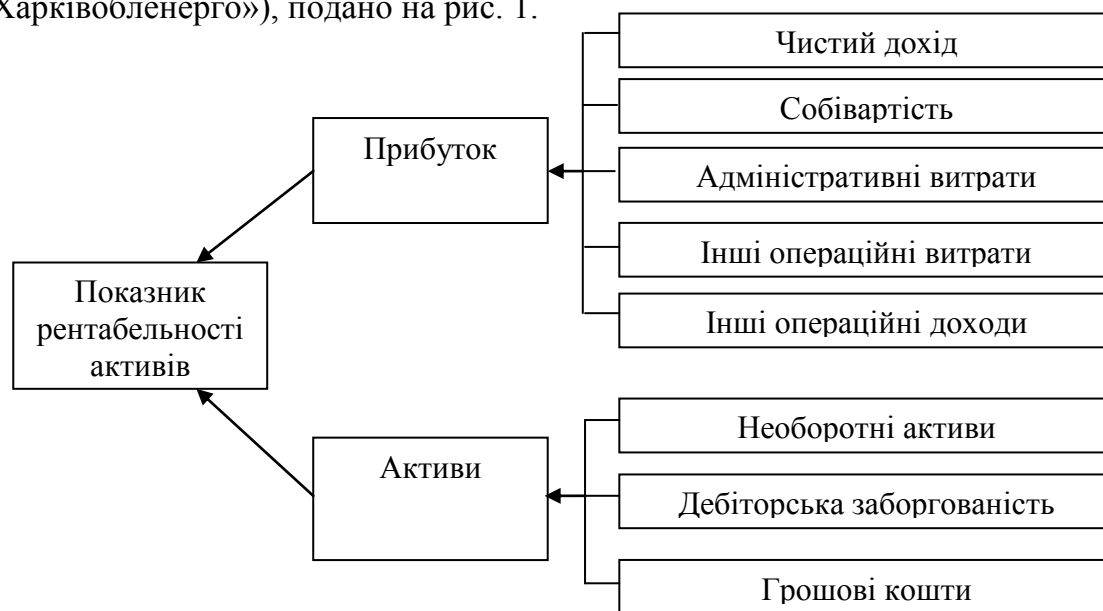 Харківобленерго»), подано на рис. 1.
Чистий дохід
Собівартість
Прибуток
Адміністративні витрати
Інші операційні витрати
Інші операційні доходи
Показник
рентабельності
активів
Необоротні активи
Активи
Дебіторська заборгованість
Грошові кошти